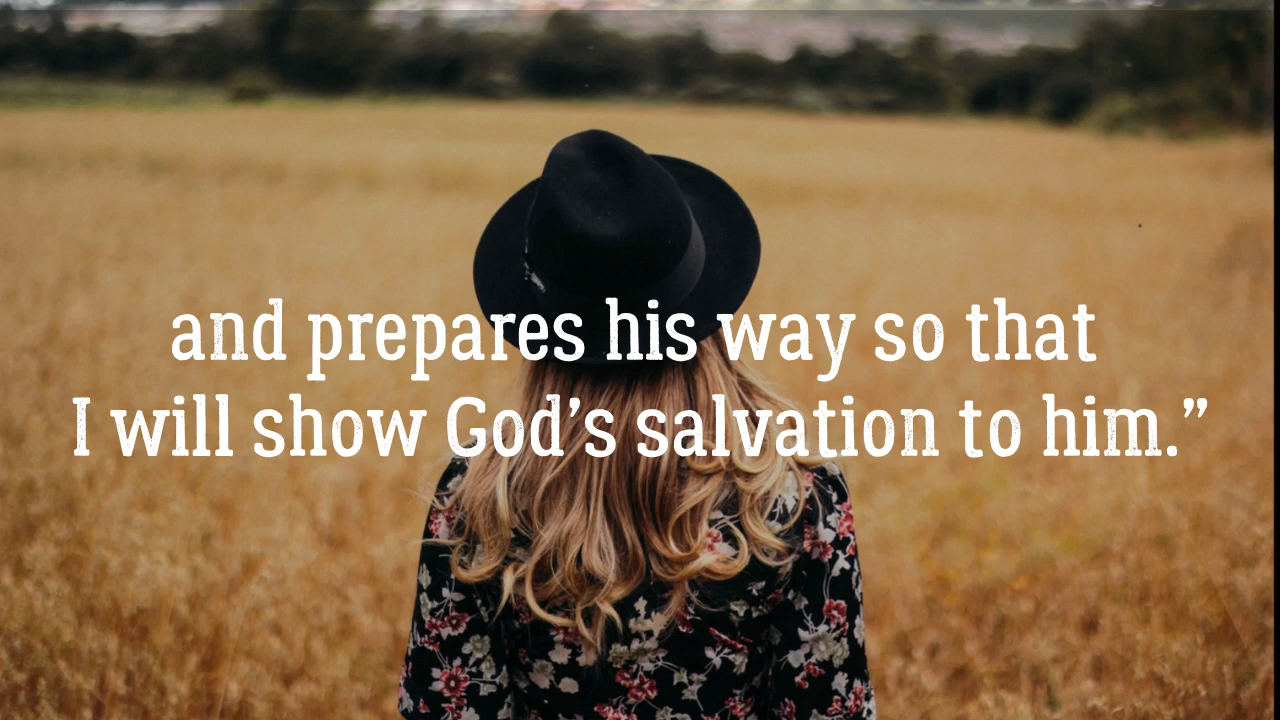 and prepares his way so that
I will show God’s salvation to him.”